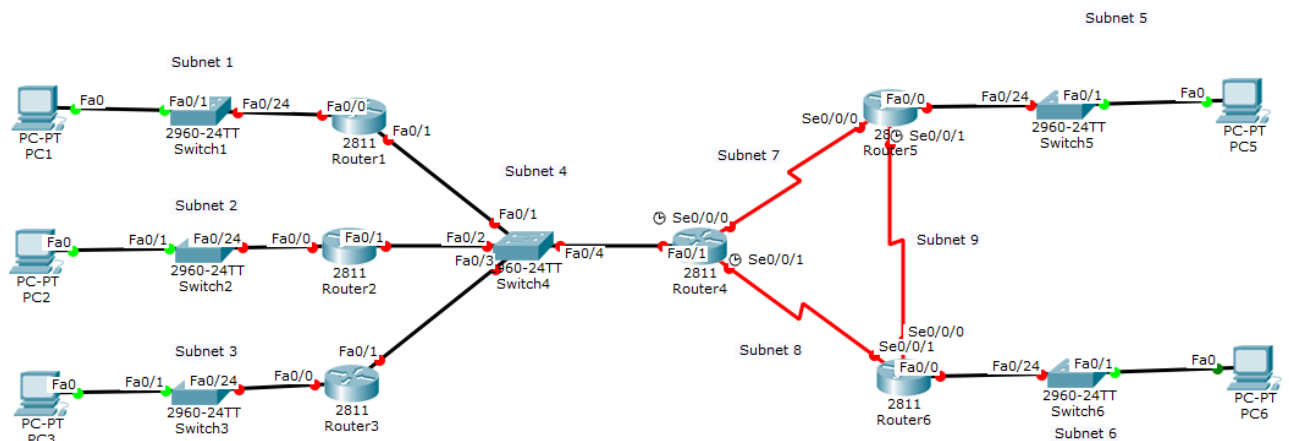 Subnet 5
Subnet 1
Fa0
Fa0/1
Fa0/24
Fa0/0
PC-PT
PC1
2960-24TT
Switch1
2811
Router1
Fa0/1
Subnet 2
Fa0
Fa0/1
Fa0/24
Fa0/0
Fa0/1
PC-PT
PC2
2960-24TT
Switch2
2811
Router2
Subnet 3
Fa0
Fa0/1
Fa0/24
Fa0/0
Fa0/1
PC-PT
PC3
2960-24TT
Switch3
2811
Router3
Subnet 4
Fa0/1
Fa0/2
Fa0/3
Fa0/4
960-24TT
Switch4
Se0/0/0
Fa0/1
Se0/0/1
2811
Router4
Subnet 7
Subnet 8
Subnet 9
Se0/0/0
Fa0/0
Se0/0/1
Router5
Fa0/24
Fa0/1
Fa0
2960-24TT
Switch5
PC-PT
PC5
Se0/0/0
Se0/0/1
Fa0/0
2811
Router6
Fa0/24
Fa0/1
Fa0
2960-24TT
Switch6
PC-PT
PC6
Subnet 6